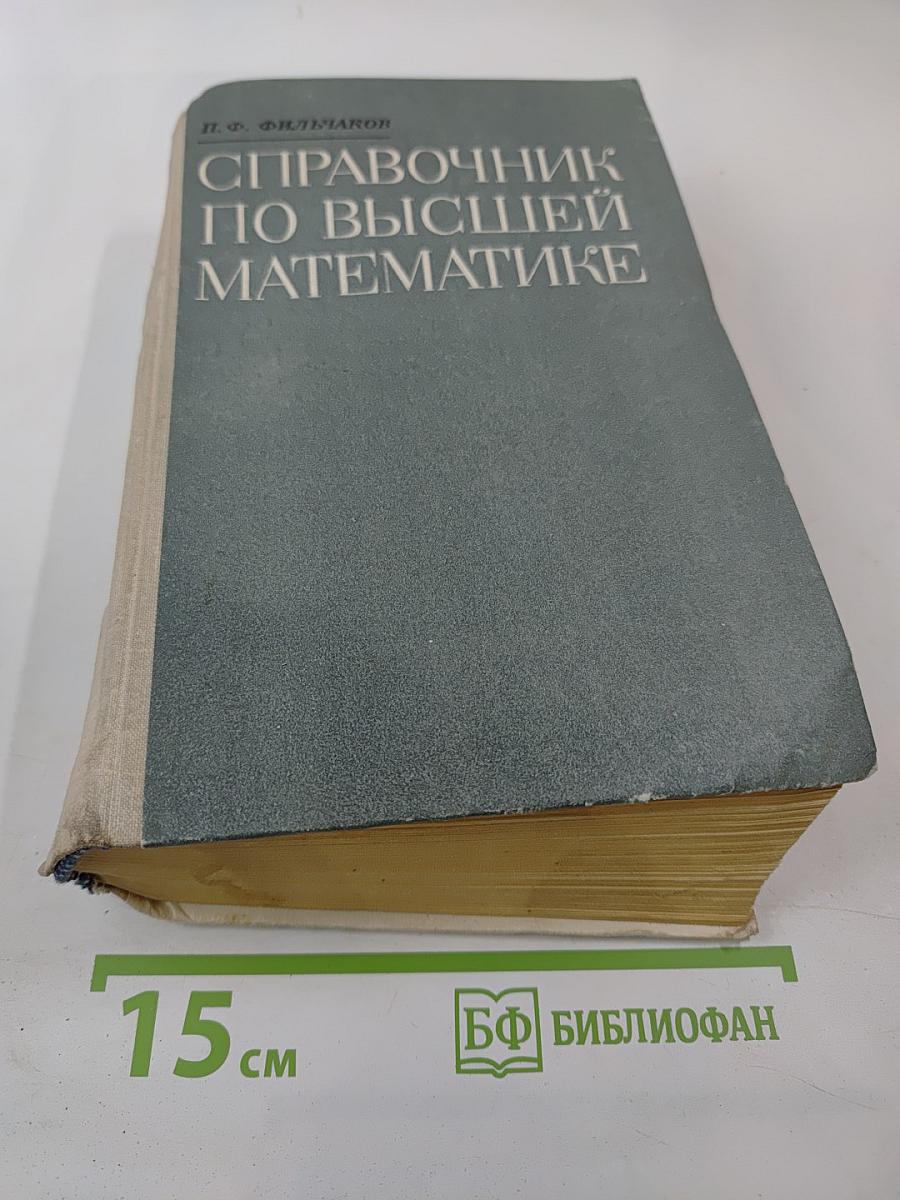 П. Ф. ФИЛЬЧАКОВ
СПРАВОЧНИК
ПО ВЫСШЕЙ
МАТЕМАТИКЕ
15 см
БФ БИБЛИОФАН